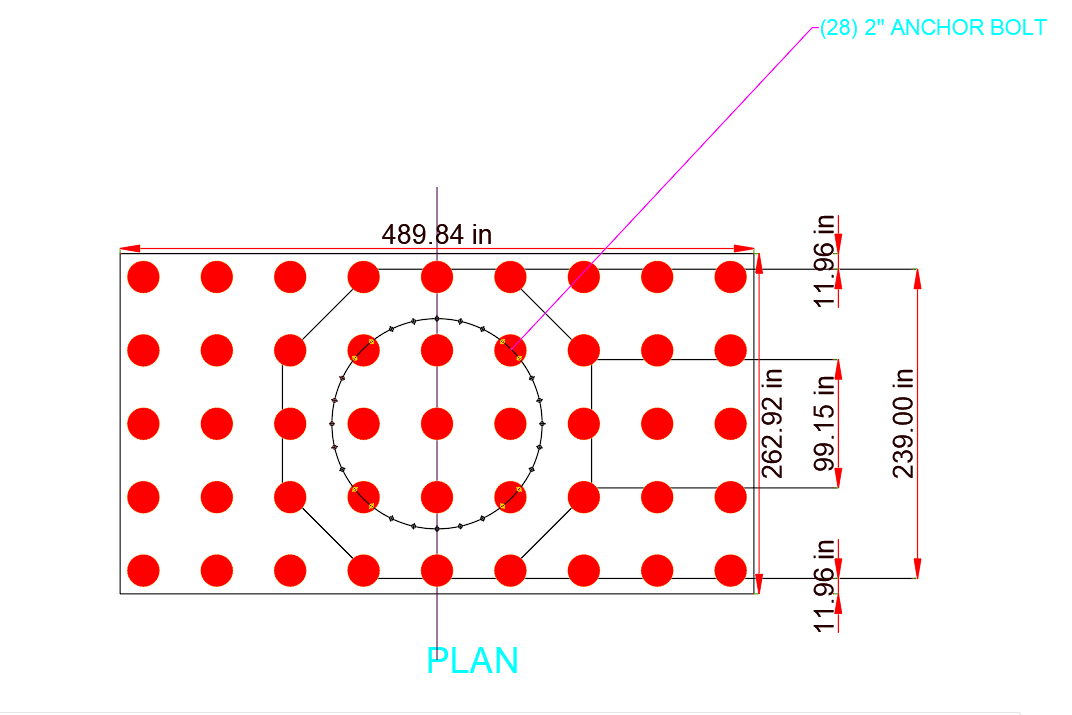 (28) 2" ANCHOR BOLT
489.84 in
11.96 in
262.92 in
99.15 in
239.00 in
11.96 in
PLAN